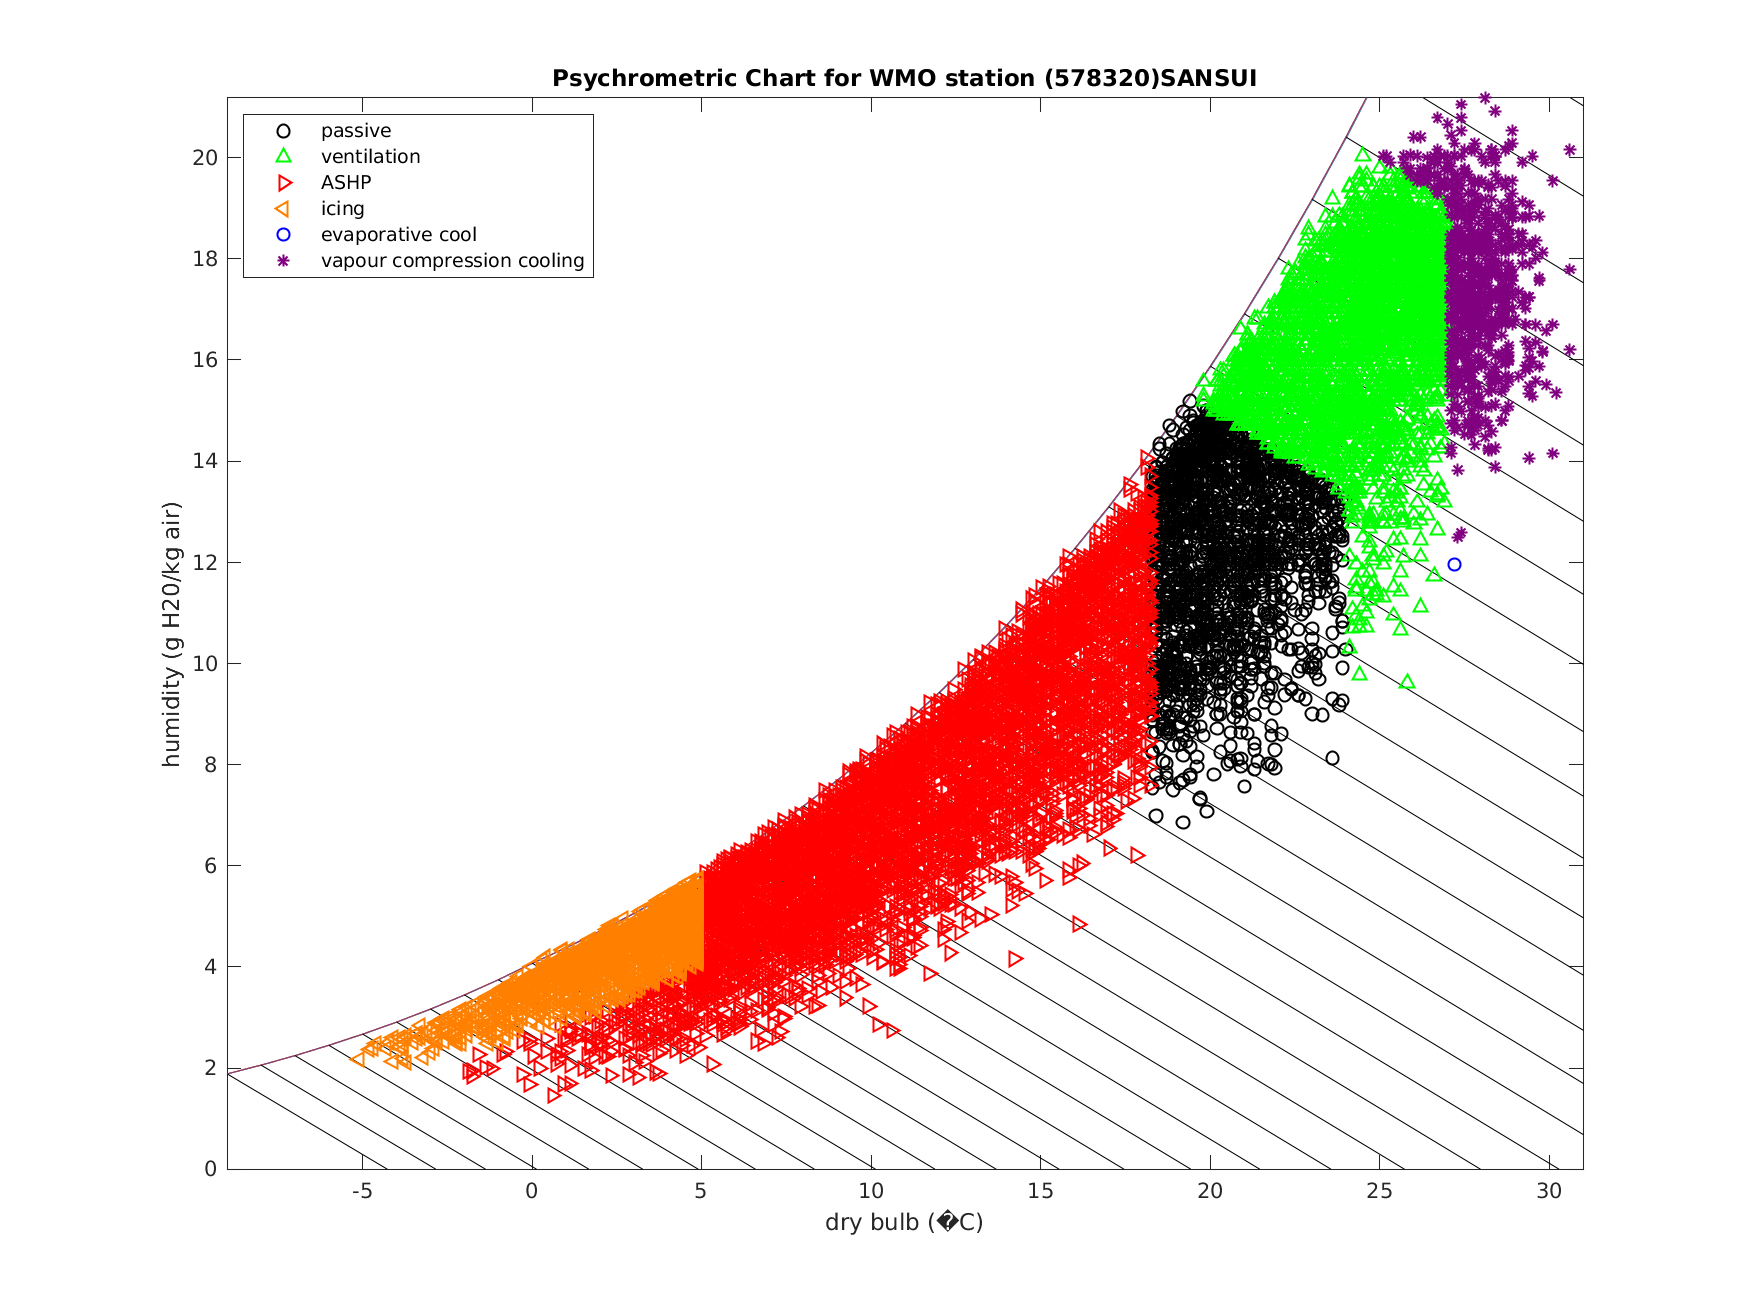 Psychrometric Chart for WMO station (578320)SANSUI
passive
ventilation
ASHP
icing
evaporative cool
vapour compression cooling
humidity (g H20/kg air)
20
18
16
14
12
10
8
6
4
2
0
-5 0 5 10 15 20 25 30
dry bulb (�C)